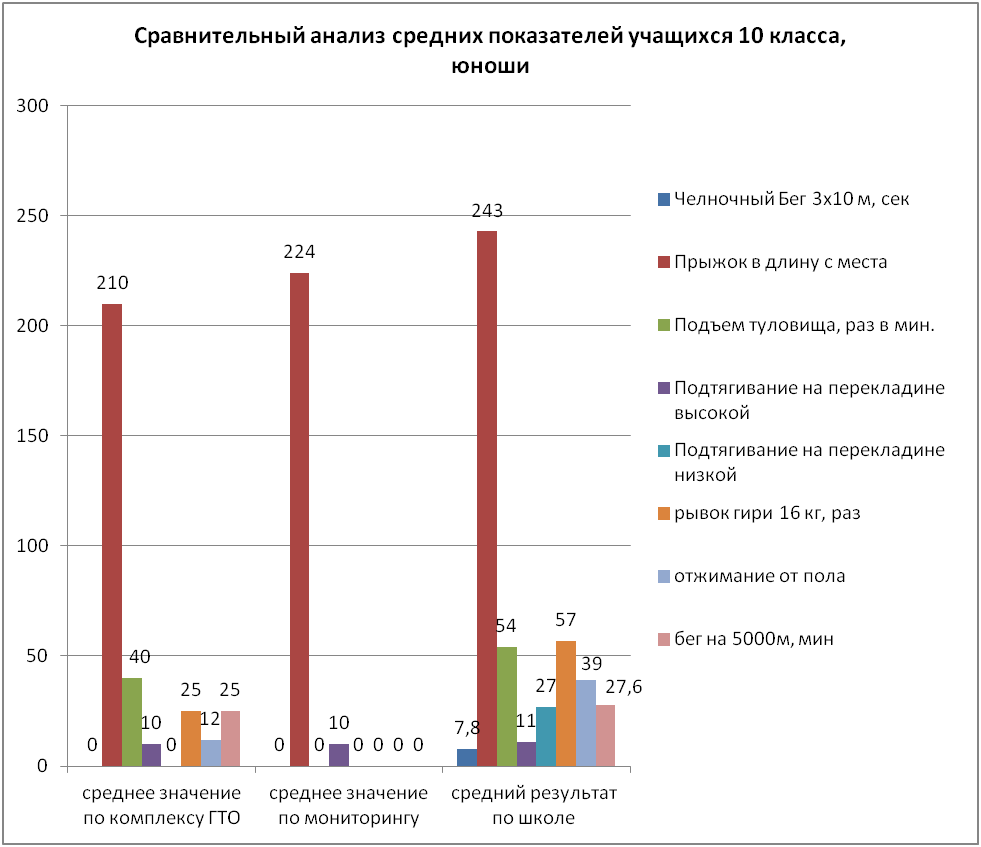 Сравнительный анализ средних показателей учащихся 10 класса,
юноши
300
250
200
150
100
50
0
0
210
40
10
0
25
12
25
0
224
0
10
0
0
0
0
7,8
243
54
11
27
57
39
27,6
среднее значение
по комплексу ГТО
среднее значение
по мониторингу
средний результат
по школе
Челночный Бег 3х10 м, сек
Прыжок в длину с места
Подъем туловища, раз в мин.
Подтягивание на перекладине
высокой
Подтягивание на перекладине
низкой
рывок гири 16 кг, раз
отжимание от пола
бег на 5000м, мин